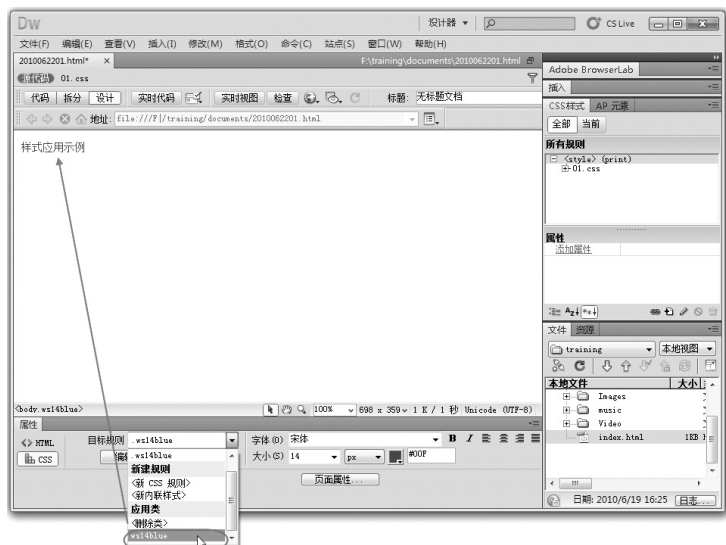 Dw 设计器 CS Live
文件(F) 编辑(E) 查看(V) 插入(I) 修改(M) 格式(O) 命令(C) 站点(S) 窗口(W) 帮助(H)
2010062201.html* × F:\training\documents\2010062201.html
源代码 01.css
代码 拆分 设计 实时代码 实时视图 检查 标题: 无标题文档
地址: file:///F|/training/documents/2010062201.html
样式应用示例
Adobe BrowserLab
插入
CSS样式 AP 元素
全部 当前
所有规则
<style> (print)
01.css
属性
添加属性
文件 资源
training 本地视图
本地文件 大小
Images
music
Video
index.html 1KB
日期: 2010/6/19 16:25 日志...
<body.ws14blue> 100% 698 x 359 1 K / 1 秒 Unicode (UTF-8)
属性
<> HTML 目标规则 .ws14blue 字体(O) 宋体 B I
CSS 编辑 .ws14blue 大小(S) 14 px #00F
新建规则
<新 CSS 规则> 页面属性...
<新内联样式>
应用类
<删除类>
ws14blue